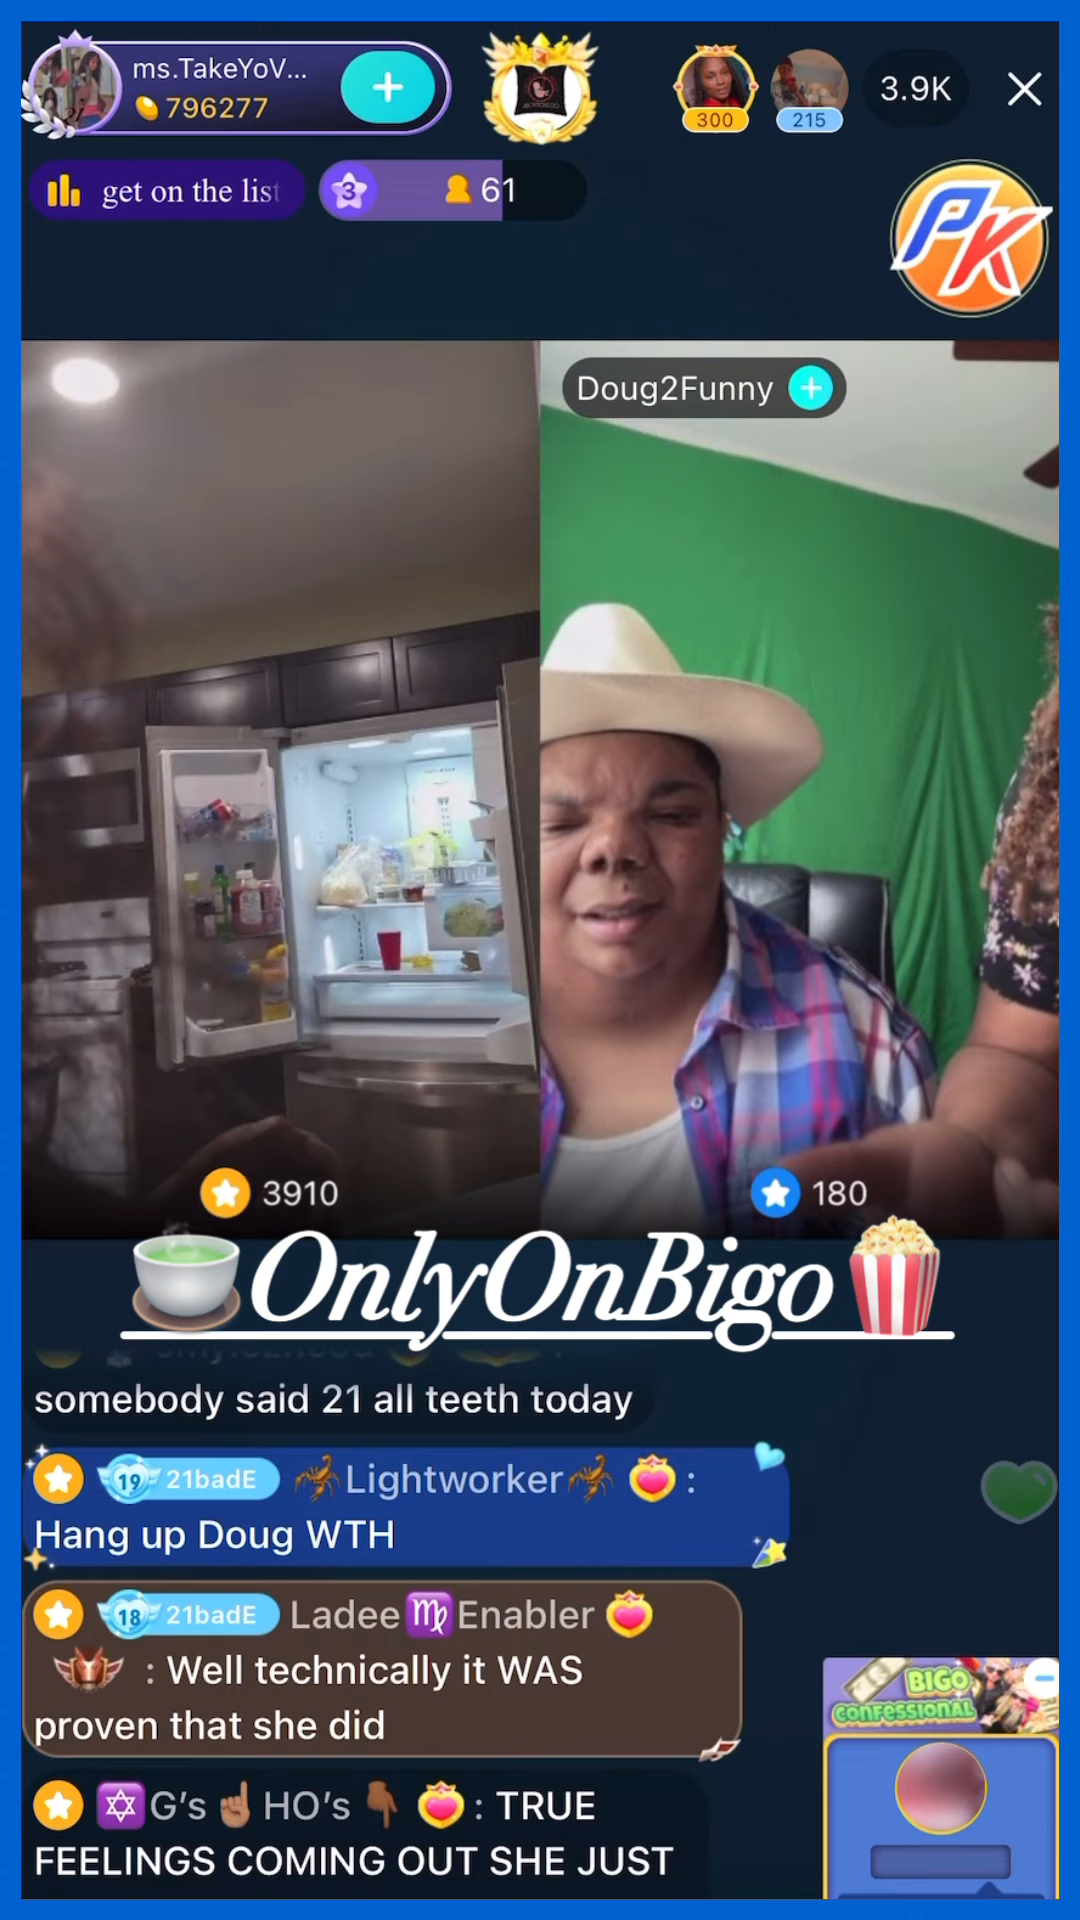 ms.TakeYoV...
796277
300
215
3.9K
get on the list
3
61
PK
Doug2Funny
3910
180
OnlyOnBigo
somebody said 21 all teeth today
19 21badE 🦂Lightworker🦂 :
Hang up Doug WTH
18 21badE Ladee♍Enabler
: Well technically it WAS
proven that she did
🔯G's☝🏽HO's👇🏾 : TRUE
FEELINGS COMING OUT SHE JUST
BIGO
CONFESSIONAL